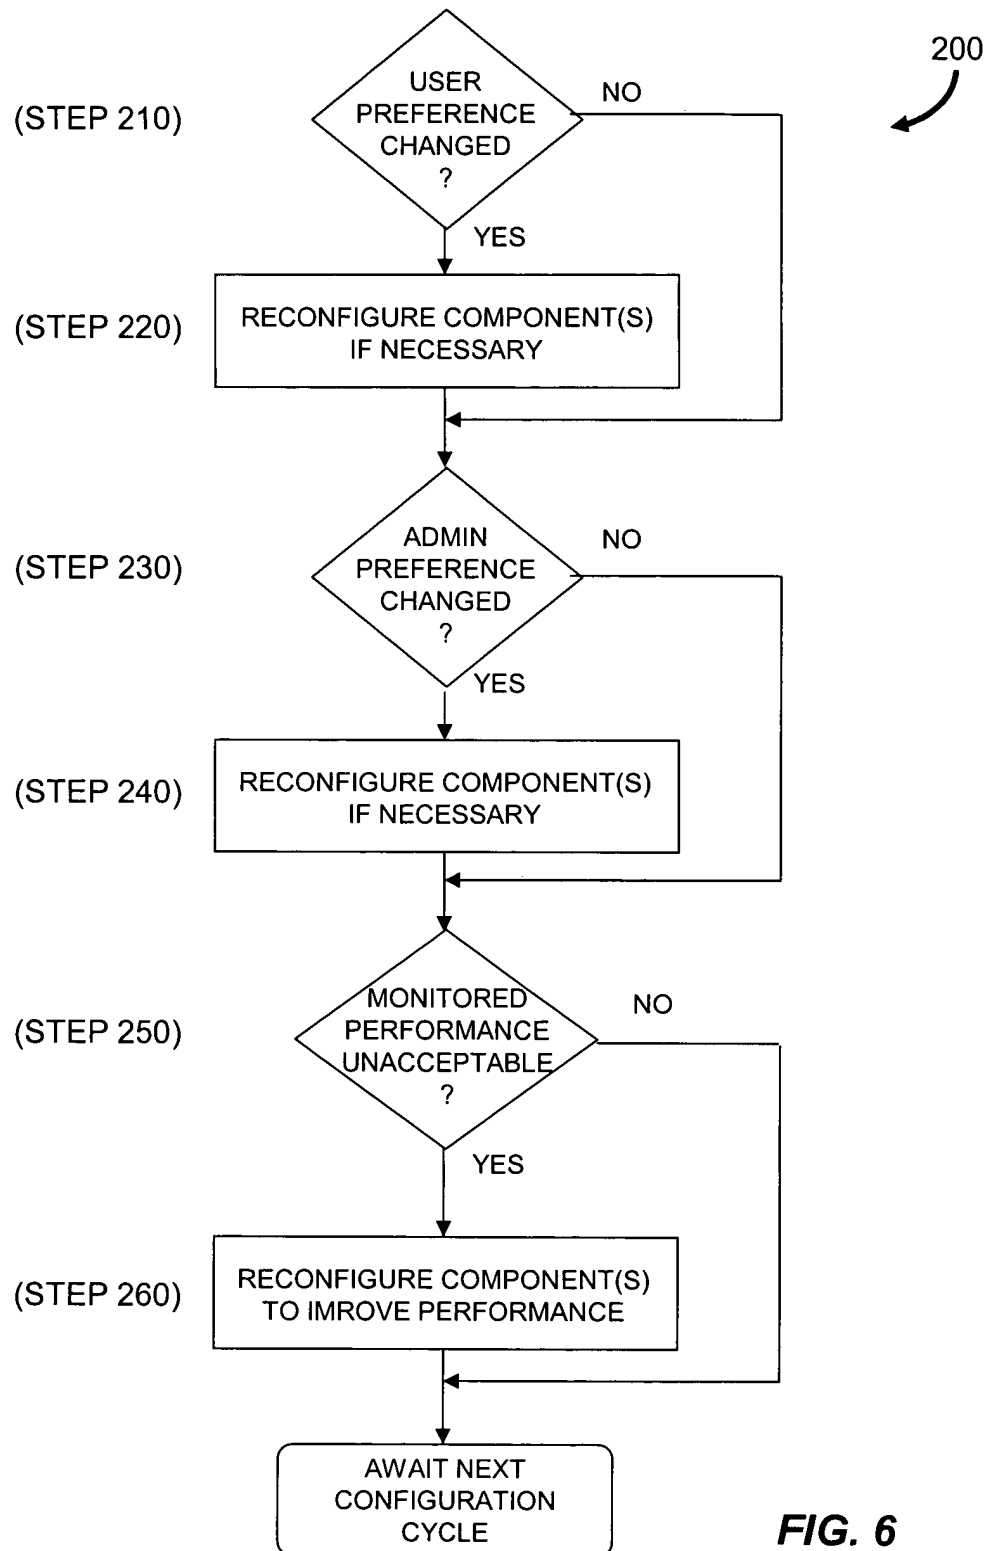 200
(STEP 210)
USER
PREFERENCE
CHANGED
?
NO
YES
(STEP 220)
RECONFIGURE COMPONENT(S)
IF NECESSARY
(STEP 230)
ADMIN
PREFERENCE
CHANGED
?
NO
YES
(STEP 240)
RECONFIGURE COMPONENT(S)
IF NECESSARY
(STEP 250)
MONITORED
PERFORMANCE
UNACCEPTABLE
?
NO
YES
(STEP 260)
RECONFIGURE COMPONENT(S)
TO IMROVE PERFORMANCE
AWAIT NEXT
CONFIGURATION
CYCLE
FIG. 6